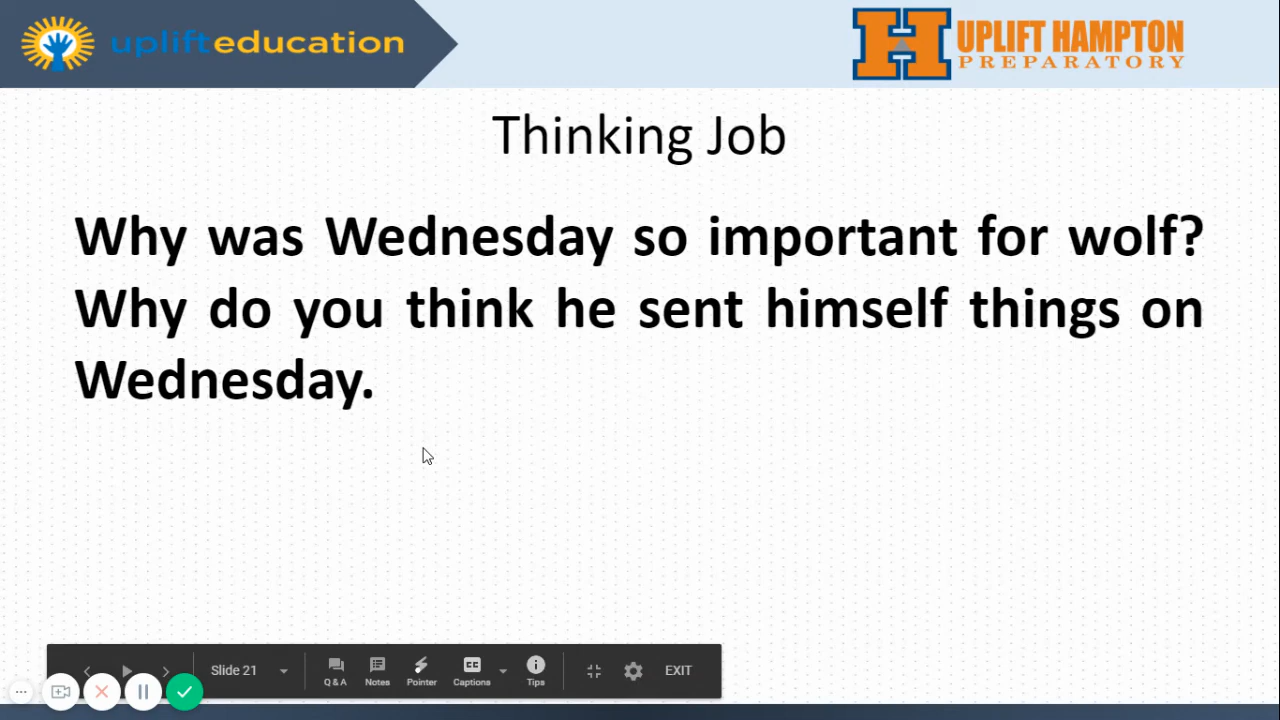 uplifteducation
H UPLIFT HAMPTON
PREPARATORY
Thinking Job
Why was Wednesday so important for wolf?
Why do you think he sent himself things on
Wednesday.
Slide 21
Q & A
Notes
Pointer
CC
Captions
Tips
EXIT